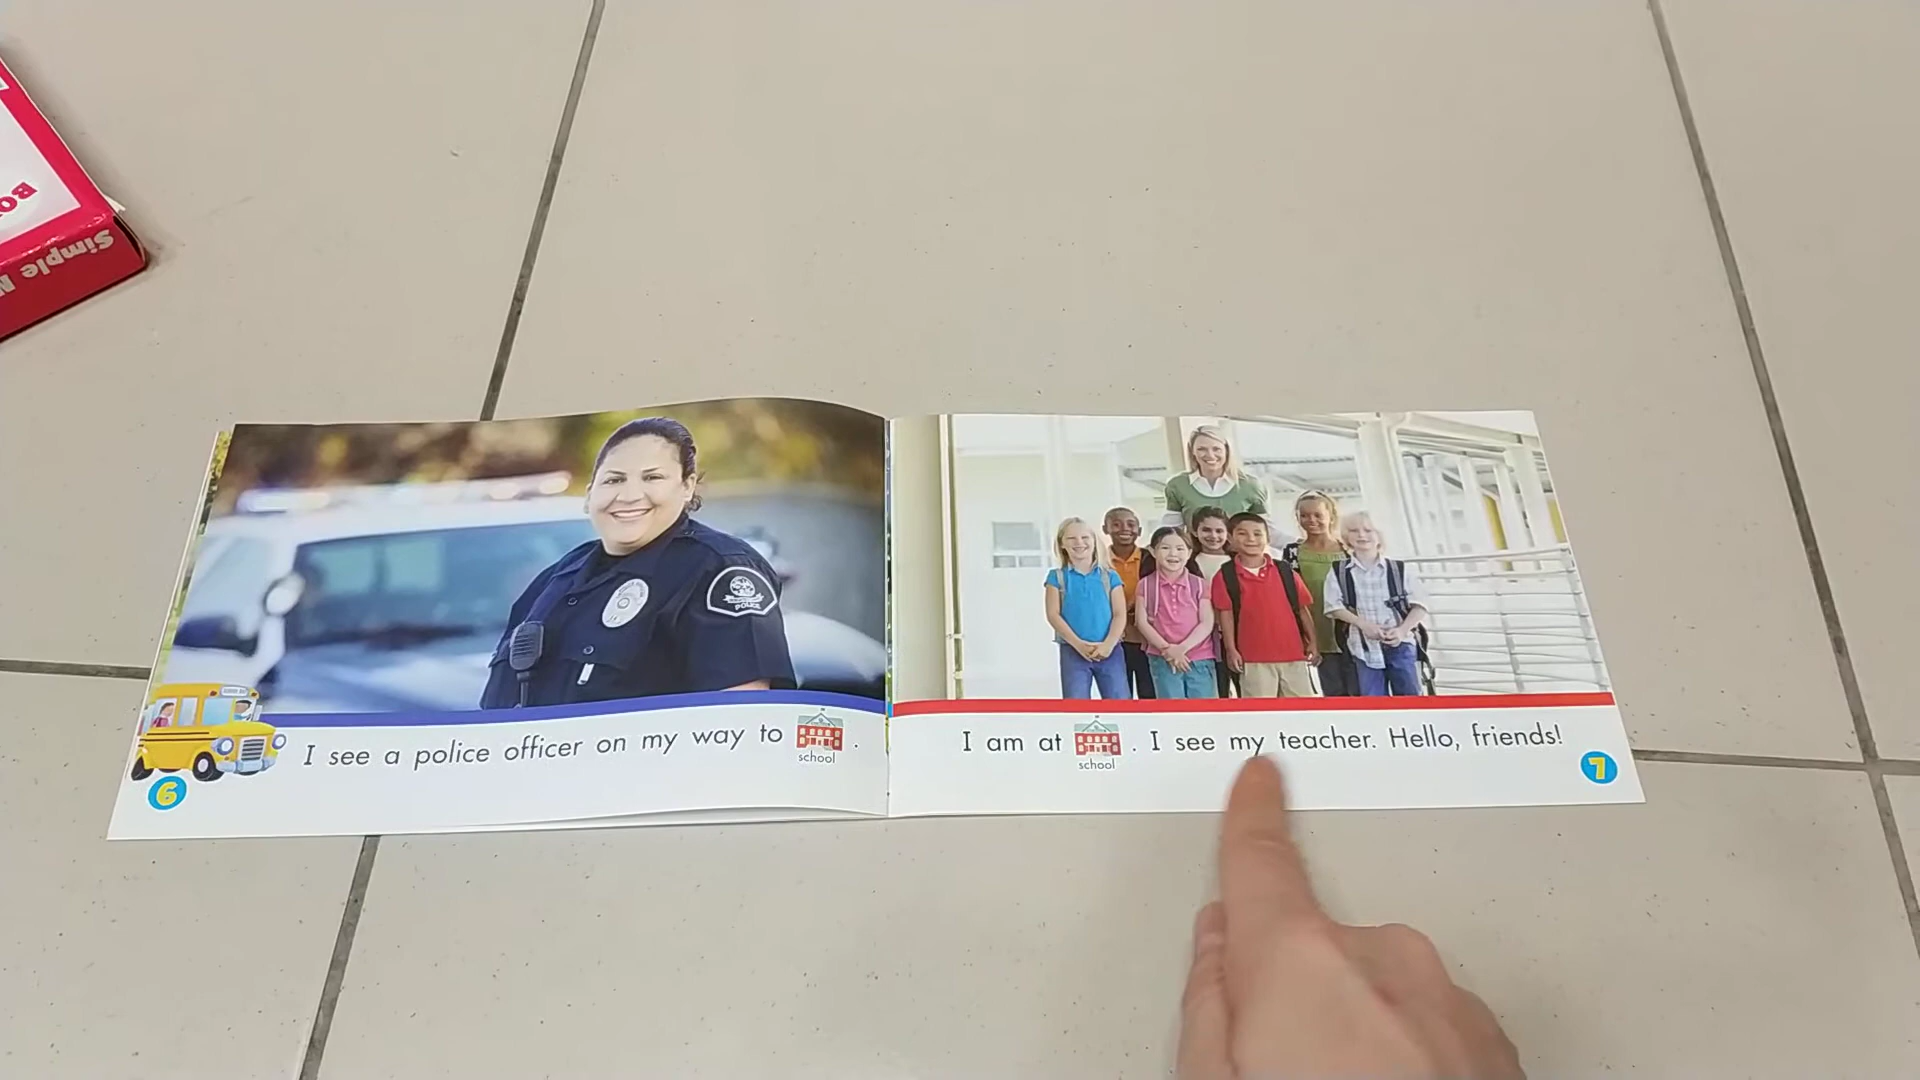 Simple
POLICE
I see a police officer on my way to school .
6
I am at school . I see my teacher. Hello, friends!
7